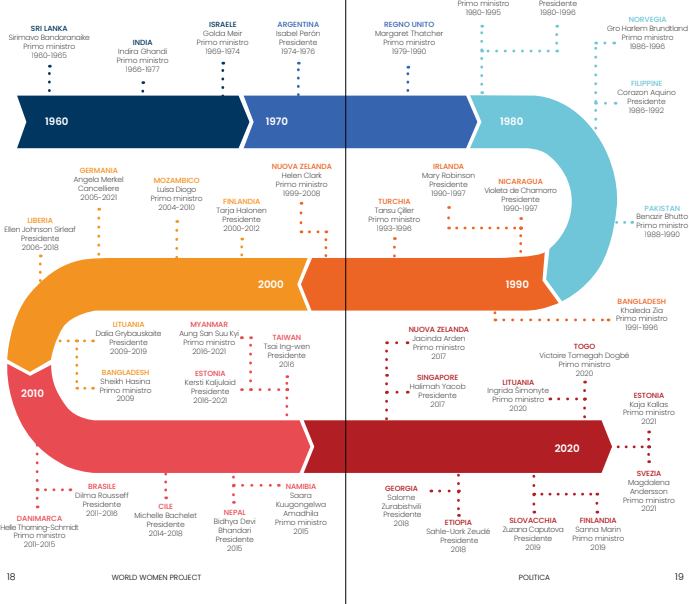 1980-1995
1980-1996
SRI LANKA
Sirimavo Bandaranaike
Primo ministro
1960-1965
INDIA
Indira Ghandi
Primo ministro
1966-1977
ISRAELE
Golda Meir
Primo ministro
1969-1974
ARGENTINA
Isabel Perón
Presidente
1974-1976
REGNO UNITO
Margaret Thatcher
Primo ministro
1979-1990
NORVEGIA
Gro Harlem Brundtland
Primo ministro
1986-1996
FILIPPINE
Corazon Aquino
Presidente
1986-1992
1960
1970
1980
PAKISTAN
Benazir Bhutto
Primo ministro
1988-1990
GERMANIA
Angela Merkel
Cancelliere
2005-2021
MOZAMBICO
Luisa Diogo
Primo ministro
2004-2010
NUOVA ZELANDA
Helen Clark
Primo ministro
1999-2008
IRLANDA
Mary Robinson
Presidente
1990-1997
NICARAGUA
Violeta de Chamorro
Presidente
1990-1997
LIBERIA
Ellen Johnson Sirleaf
Presidente
2006-2018
FINLANDIA
Tarja Halonen
Presidente
2000-2012
TURCHIA
Tansu Çiller
Primo ministro
1993-1996
2000
1990
BANGLADESH
Khaleda Zia
Primo ministro
1991-1996
LITUANIA
Dalia Grybauskaite
Presidente
2009-2019
MYANMAR
Aung San Suu Kyi
Primo ministro
2016-2021
TAIWAN
Tsai Ing-wen
Presidente
2016
NUOVA ZELANDA
Jacinda Arden
Primo ministro
2017
TOGO
Victoire Tomegah Dogbé
Primo ministro
2020
BANGLADESH
Sheikh Hasina
Primo ministro
2009
ESTONIA
Kersti Kaljulaid
Presidente
2016-2021
SINGAPORE
Halimah Yacob
Presidente
2017
LITUANIA
Ingrida Šimonyte
Primo ministro
2020
ESTONIA
Kaja Kallas
Primo ministro
2021
2010
2020
DANIMARCA
Helle Thorning-Schmidt
Primo ministro
2011-2015
BRASILE
Dilma Rousseff
Presidente
2011-2016
CILE
Michelle Bachelet
Presidente
2014-2018
NEPAL
Bidhya Devi
Bhandari
Presidente
2015
NAMIBIA
Saara
Kuugongelwa
Amadhila
Primo ministro
2015
GEORGIA
Salome
Zurabishvili
Presidente
2018
ETIOPIA
Sahle-Uork Zeudé
Presidente
2018
SLOVACCHIA
Zuzana Čaputova
Presidente
2019
FINLANDIA
Sanna Marin
Primo ministro
2019
SVEZIA
Magdalena
Andersson
Primo ministro
2021
18
WORLD WOMEN PROJECT
POLITICA
19